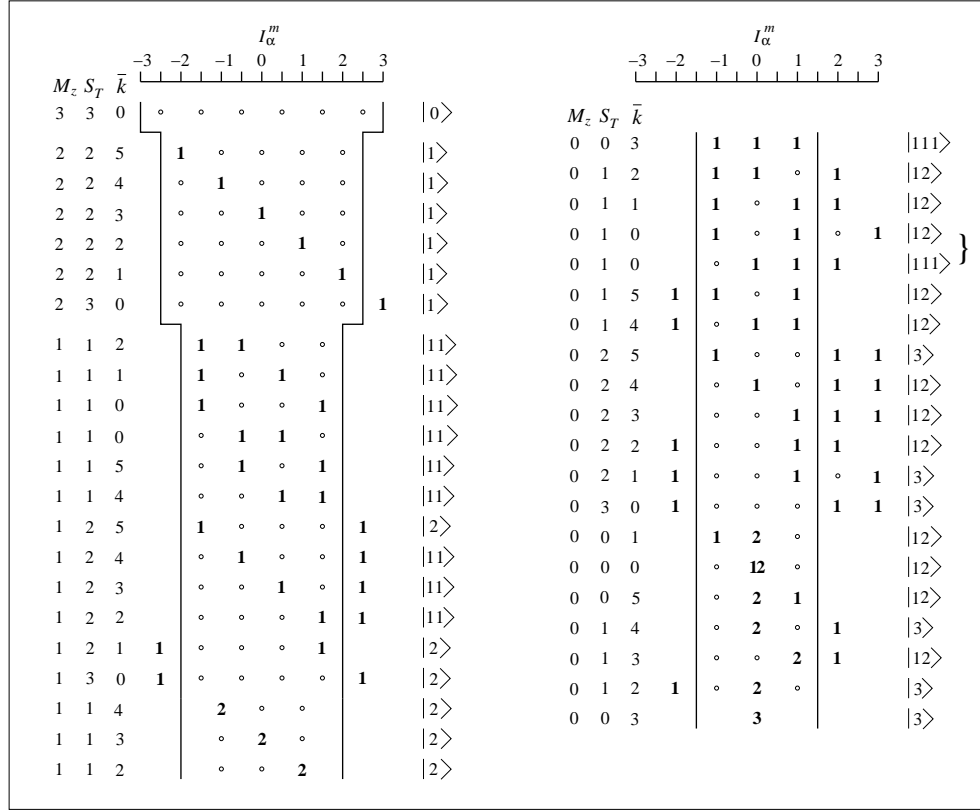 I_α^m
−3 −2 −1 0 1 2 3
M_z S_T k̄
3 3 0 ∘ ∘ ∘ ∘ ∘ ∘ |0⟩
2 2 5 1 ∘ ∘ ∘ ∘ |1⟩
2 2 4 ∘ 1 ∘ ∘ ∘ |1⟩
2 2 3 ∘ ∘ 1 ∘ ∘ |1⟩
2 2 2 ∘ ∘ ∘ 1 ∘ |1⟩
2 2 1 ∘ ∘ ∘ ∘ 1 |1⟩
2 3 0 ∘ ∘ ∘ ∘ ∘ 1 |1⟩
1 1 2 1 1 ∘ ∘ |11⟩
1 1 1 1 ∘ 1 ∘ |11⟩
1 1 0 1 ∘ ∘ 1 |11⟩
1 1 0 ∘ 1 1 ∘ |11⟩
1 1 5 ∘ 1 ∘ 1 |11⟩
1 1 4 ∘ ∘ 1 1 |11⟩
1 2 5 1 ∘ ∘ ∘ 1 |2⟩
1 2 4 ∘ 1 ∘ ∘ 1 |11⟩
1 2 3 ∘ ∘ 1 ∘ 1 |11⟩
1 2 2 ∘ ∘ ∘ 1 1 |11⟩
1 2 1 1 ∘ ∘ ∘ 1 |2⟩
1 3 0 1 ∘ ∘ ∘ ∘ 1 |2⟩
1 1 4 2 ∘ ∘ |2⟩
1 1 3 ∘ 2 ∘ |2⟩
1 1 2 ∘ ∘ 2 |2⟩
I_α^m
−3 −2 −1 0 1 2 3
M_z S_T k̄
0 0 3 1 1 1 |111⟩
0 1 2 1 1 ∘ 1 |12⟩
0 1 1 1 ∘ 1 1 |12⟩
0 1 0 1 ∘ 1 ∘ 1 |12⟩
}
0 1 0 ∘ 1 1 1 |111⟩
0 1 5 1 1 ∘ 1 |12⟩
0 1 4 1 ∘ 1 1 |12⟩
0 2 5 1 ∘ ∘ 1 1 |3⟩
0 2 4 ∘ 1 ∘ 1 1 |12⟩
0 2 3 ∘ ∘ 1 1 1 |12⟩
0 2 2 1 ∘ ∘ 1 1 |12⟩
0 2 1 1 ∘ ∘ 1 ∘ 1 |3⟩
0 3 0 1 ∘ ∘ ∘ 1 1 |3⟩
0 0 1 1 2 ∘ |12⟩
0 0 0 ∘ 12 ∘ |12⟩
0 0 5 ∘ 2 1 |12⟩
0 1 4 ∘ 2 ∘ 1 |3⟩
0 1 3 ∘ ∘ 2 1 |12⟩
0 1 2 1 ∘ 2 ∘ |3⟩
0 0 3 3 |3⟩